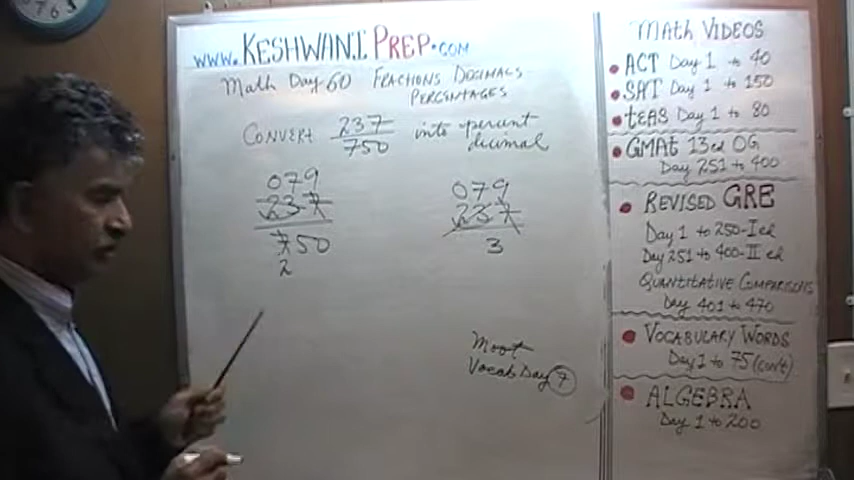 www.KESHWANIPREP.COM
Math Day 60 FRACTIONS DECIMALS
PERCENTAGES
CONVERT 237 into percent
750 decimal
079
237
750
2
079
237
3
Moot
Vocab Day 7
MATH VIDEOS
ACT Day 1 to 40
SAT Day 1 to 150
tEAS Day 1 to 80
GMAt 13ed OG
Day 251 to 400
REVISED GRE
Day 1 to 250-I ed
Day 251 to 400-II ed
QUANTITATIVE COMPARISONS
Day 401 to 470
VOCABULARY WORDS
Day 1 to 75 (cont)
ALGEBRA
Day 1 to 200